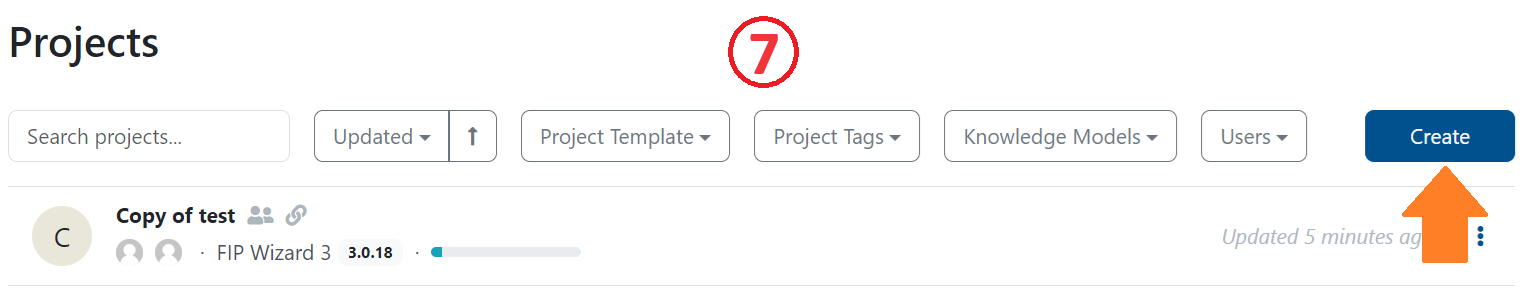 Projects
7
Search projects... Updated Project Template Project Tags Knowledge Models Users Create
Copy of test
C
Updated 5 minutes ag
· FIP Wizard 3 3.0.18 ·